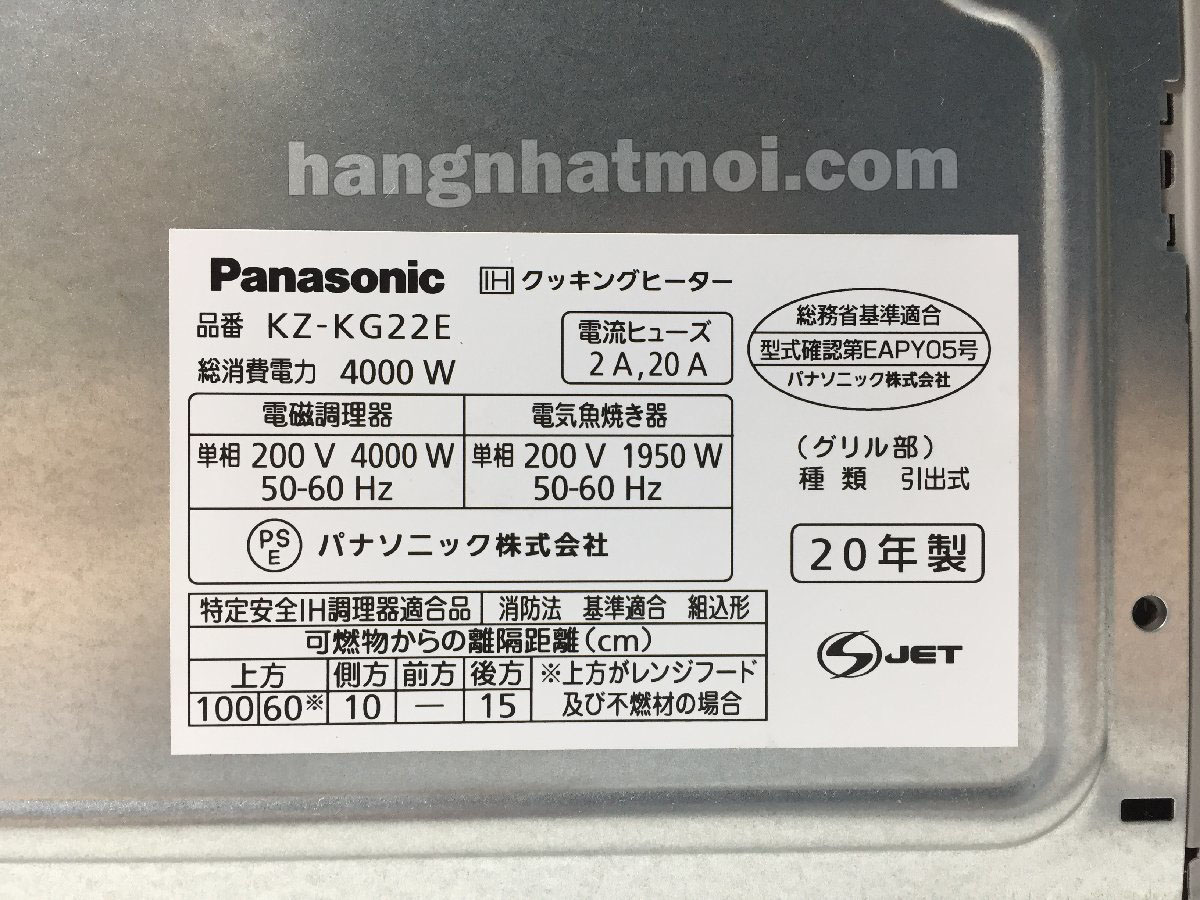 hangnhatmoi.com
Panasonic IH クッキングヒーター
品番 KZ-KG22E
総消費電力 4000 W
電流ヒューズ
2 A, 20 A
総務省基準適合
型式確認第EAPY05号
パナソニック株式会社
電磁調理器 電気魚焼き器
単相 200 V 4000 W 単相 200 V 1950 W
50-60 Hz 50-60 Hz
(グリル部)
種類 引出式
PS
E
パナソニック株式会社
20年製
特定安全IH調理器適合品 消防法 基準適合 組込形
可燃物からの離隔距離(cm)
上方 側方 前方 後方 ※上方がレンジフード
100 60※ 10 — 15 及び不燃材の場合
S JET